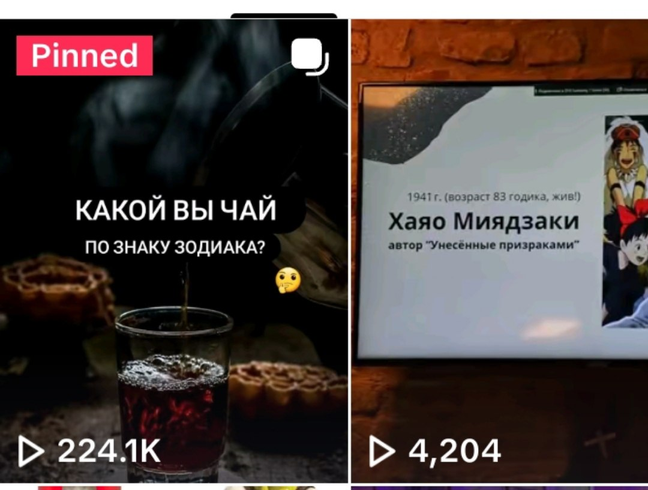 Pinned
КАКОЙ ВЫ ЧАЙ
ПО ЗНАКУ ЗОДИАКА?
224.1K
1941 г. (возраст 83 годика, жив!)
Хаяо Миядзаки
автор “Унесённые призраками”
4,204